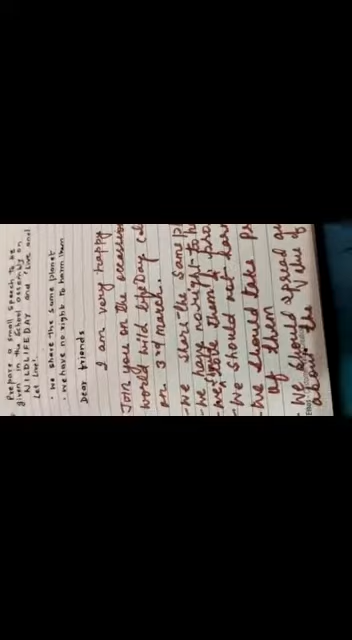 Prepare a small speech to be
given in the School assembly on
WILDLIFE DAY and Live and
Let Live!
• We share the same planet
• We have no right to harm them
Dear friends
I am very happy
Join you on the occassion
world wild life Day
on 3rd March.
- We share the same
- We have no right to
- We should not
- We should take
of them
- We should spread
about the value of